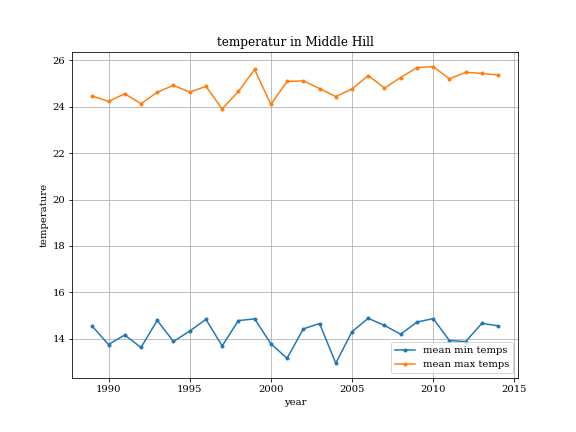 temperatur in Middle Hill
temperature
26
24
22
20
18
16
14
1990
1995
2000
2005
2010
2015
year
mean min temps
mean max temps